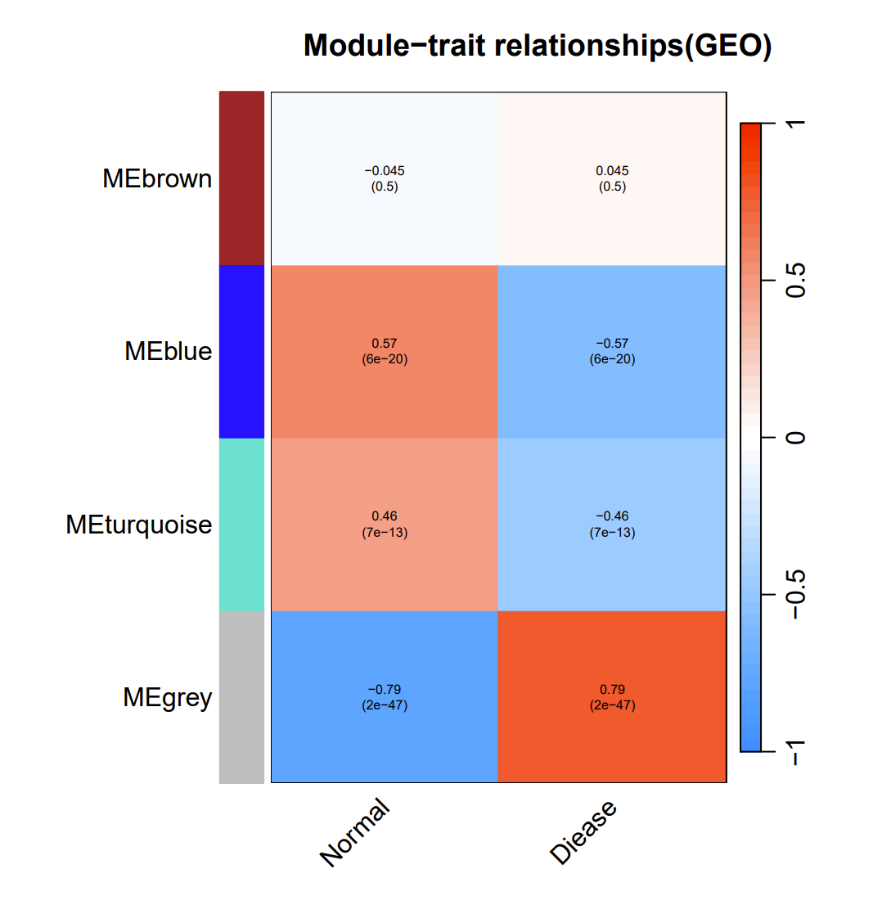 Module−trait relationships(GEO)
MEbrown
−0.045
(0.5)
0.045
(0.5)
MEblue
0.57
(6e−20)
−0.57
(6e−20)
MEturquoise
0.46
(7e−13)
−0.46
(7e−13)
MEgrey
−0.79
(2e−47)
0.79
(2e−47)
Normal
Diease
1
0.5
0
−0.5
−1